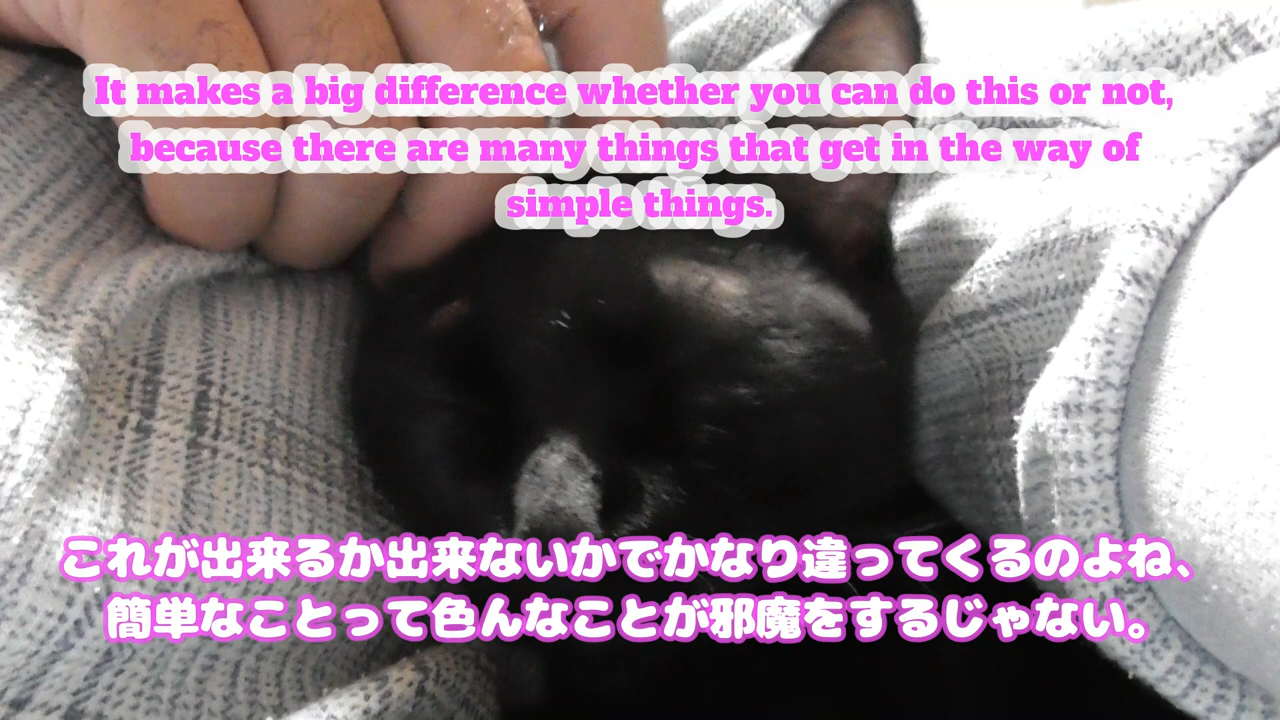 It makes a big difference whether you can do this or not,
because there are many things that get in the way of
simple things.
これが出来るか出来ないかでかなり違ってくるのよね、
簡単なことって色んなことが邪魔をするじゃない。